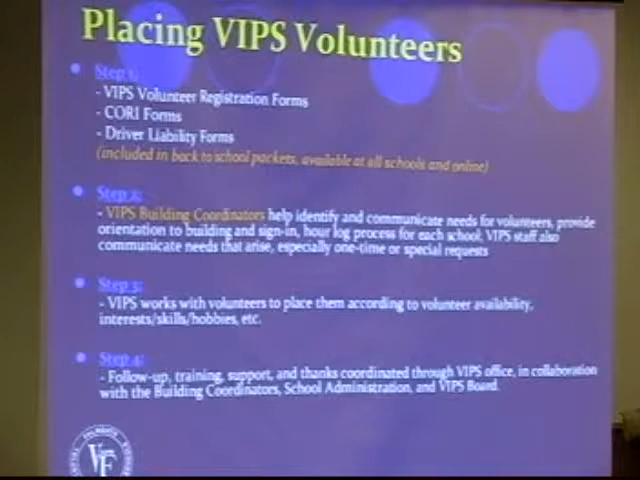 Placing VIPS Volunteers
Step 1:
- VIPS Volunteer Registration Forms
- CORI Forms
- Driver Liability Forms
(included in back to school packets, available at all schools and online)
Step 2:
- VIPS Building Coordinators help identify and communicate needs for volunteers, provide
orientation to building and sign-in, hour log process for each school; VIPS staff also
communicate needs that arise, especially one-time or special requests
Step 3:
- VIPS works with volunteers to place them according to volunteer availability,
interests/skills/hobbies, etc.
Step 4:
- Follow-up, training, support, and thanks coordinated through VIPS office, in collaboration
with the Building Coordinators, School Administration, and VIPS Board.